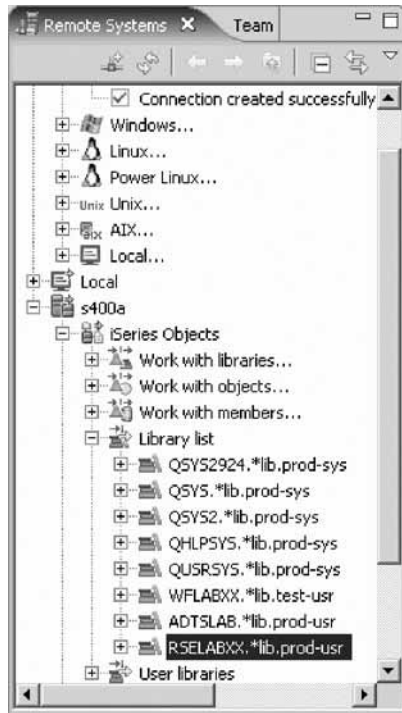 Remote Systems Team
Connection created successfully
Windows...
Linux...
Power Linux...
Unix Unix...
AIX...
Local...
Local
s400a
iSeries Objects
Work with libraries...
Work with objects...
Work with members...
Library list
QSYS2924.*lib.prod-sys
QSYS.*lib.prod-sys
QSYS2.*lib.prod-sys
QHLPSYS.*lib.prod-sys
QUSRSYS.*lib.prod-sys
WFLABXX.*lib.test-usr
ADTSLAB.*lib.prod-usr
RSELABXX.*lib.prod-usr
User libraries